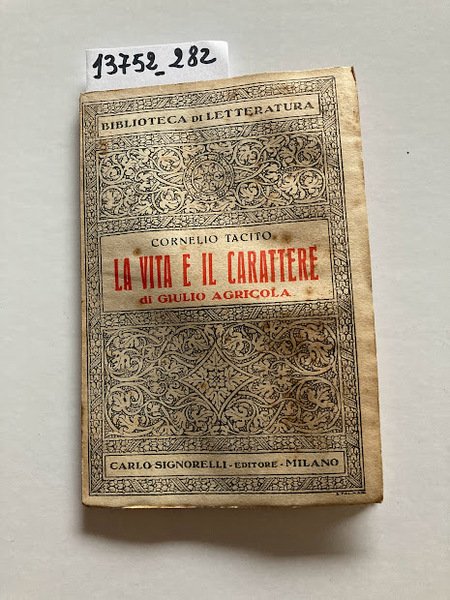 13752_282
BIBLIOTECA DI LETTERATURA
CORNELIO TACITO
LA VITA E IL CARATTERE
di GIULIO AGRICOLA
CARLO SIGNORELLI - EDITORE - MILANO